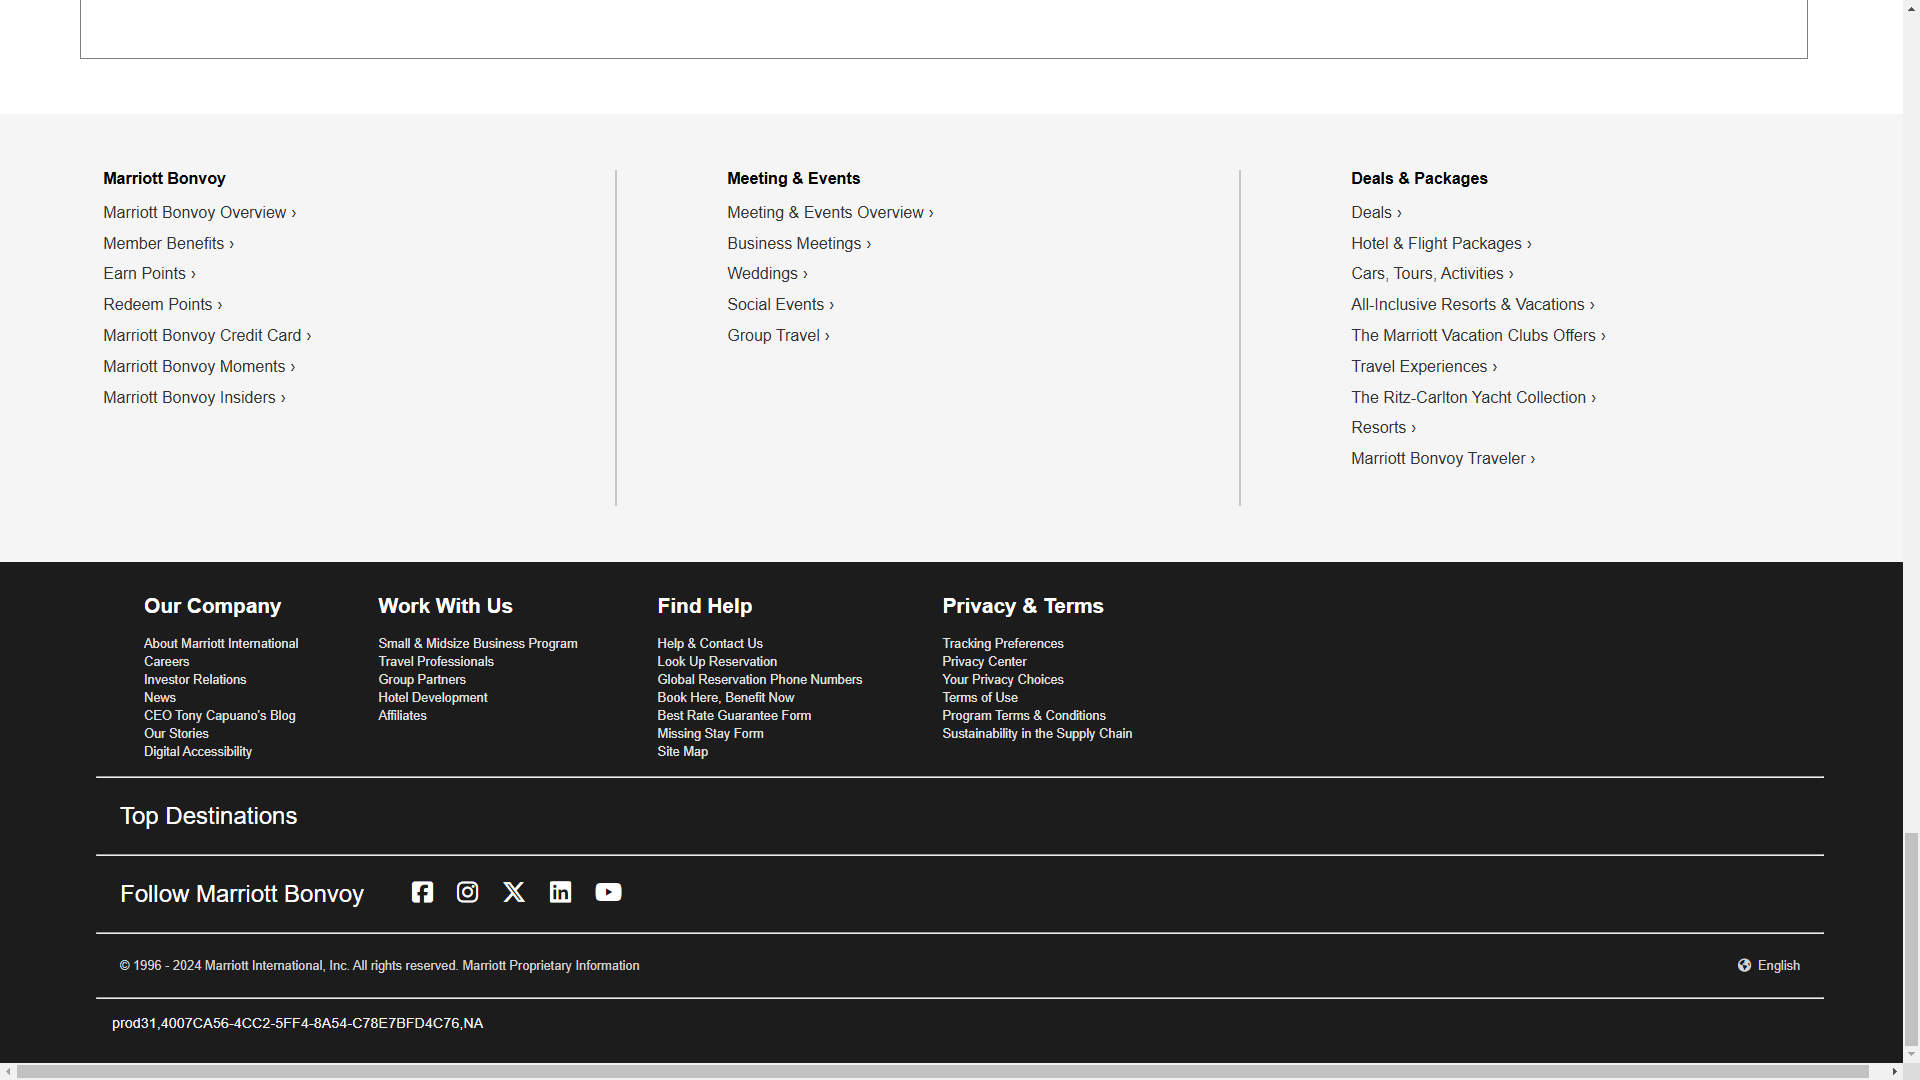 Marriott Bonvoy
Marriott Bonvoy Overview ›
Member Benefits ›
Earn Points ›
Redeem Points ›
Marriott Bonvoy Credit Card ›
Marriott Bonvoy Moments ›
Marriott Bonvoy Insiders ›
Meeting & Events
Meeting & Events Overview ›
Business Meetings ›
Weddings ›
Social Events ›
Group Travel ›
Deals & Packages
Deals ›
Hotel & Flight Packages ›
Cars, Tours, Activities ›
All-Inclusive Resorts & Vacations ›
The Marriott Vacation Clubs Offers ›
Travel Experiences ›
The Ritz-Carlton Yacht Collection ›
Resorts ›
Marriott Bonvoy Traveler ›
Our Company
About Marriott International
Careers
Investor Relations
News
CEO Tony Capuano's Blog
Our Stories
Digital Accessibility
Work With Us
Small & Midsize Business Program
Travel Professionals
Group Partners
Hotel Development
Affiliates
Find Help
Help & Contact Us
Look Up Reservation
Global Reservation Phone Numbers
Book Here, Benefit Now
Best Rate Guarantee Form
Missing Stay Form
Site Map
Privacy & Terms
Tracking Preferences
Privacy Center
Your Privacy Choices
Terms of Use
Program Terms & Conditions
Sustainability in the Supply Chain
Top Destinations
Follow Marriott Bonvoy
© 1996 - 2024 Marriott International, Inc. All rights reserved. Marriott Proprietary Information
English
prod31,4007CA56-4CC2-5FF4-8A54-C78E7BFD4C76,NA